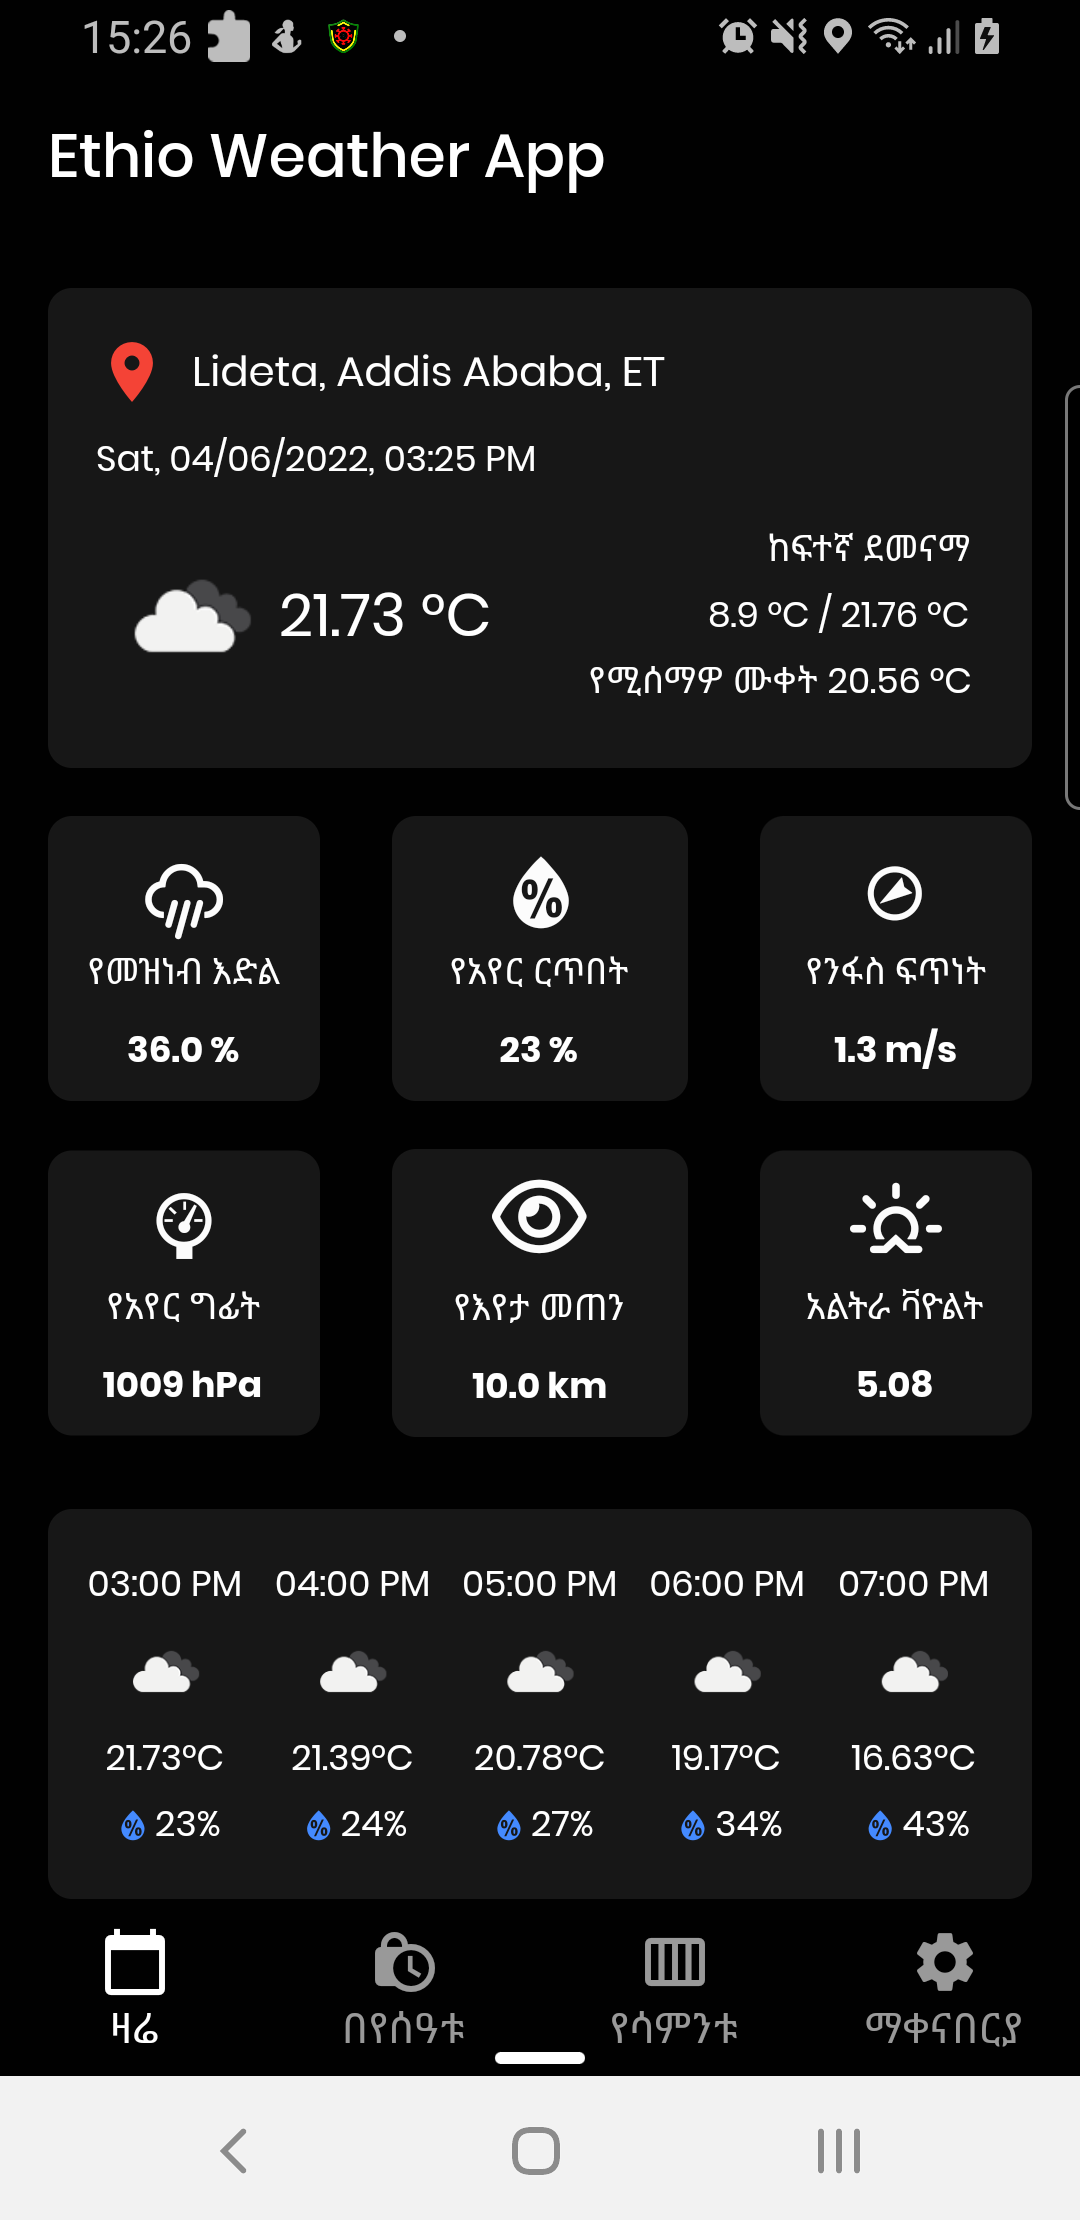 15:26
Ethio Weather App
Lideta, Addis Ababa, ET
Sat, 04/06/2022, 03:25 PM
ከፍተኛ ደመናማ
21.73 °C
8.9 °C / 21.76 °C
የሚሰማዎ ሙቀት 20.56 °C
የመዝነብ እድል
የአየር ርጥበት
የንፋስ ፍጥነት
36.0 %
23 %
1.3 m/s
የአየር ግፊት
የእየታ መጠን
አልትራ ቫዮልት
1009 hPa
10.0 km
5.08
03:00 PM 04:00 PM 05:00 PM 06:00 PM 07:00 PM
21.73°C 21.39°C 20.78°C 19.17°C 16.63°C
23% 24% 27% 34% 43%
ዛሬ
በየሰዓቱ
የሳምንቱ
ማቀናበርያ